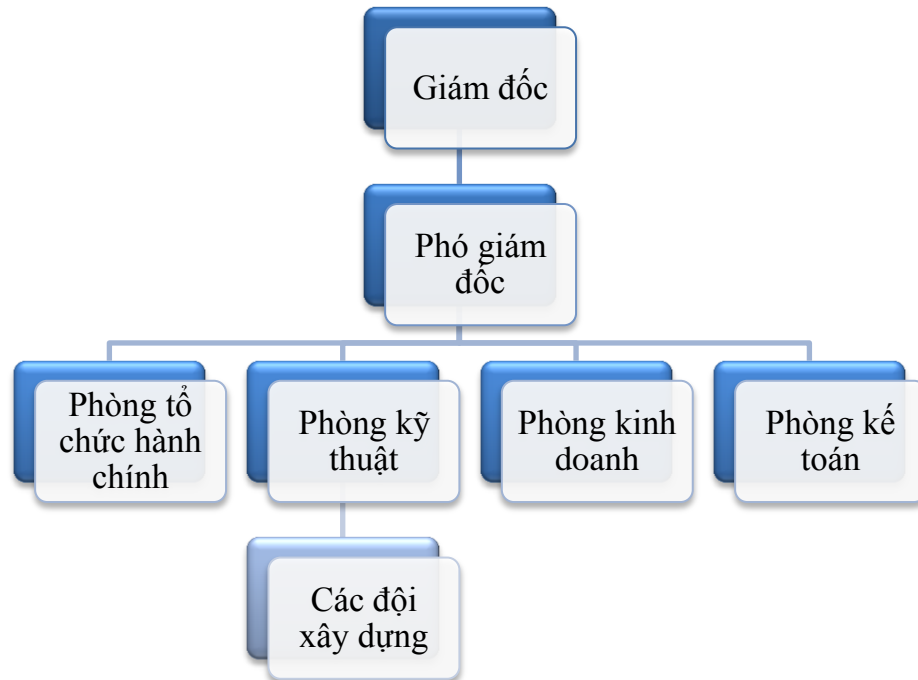 Giám đốc
Phó giám
đốc
Phòng tổ
chức hành
chính
Phòng kỹ
thuật
Phòng kinh
doanh
Phòng kế
toán
Các đội
xây dựng